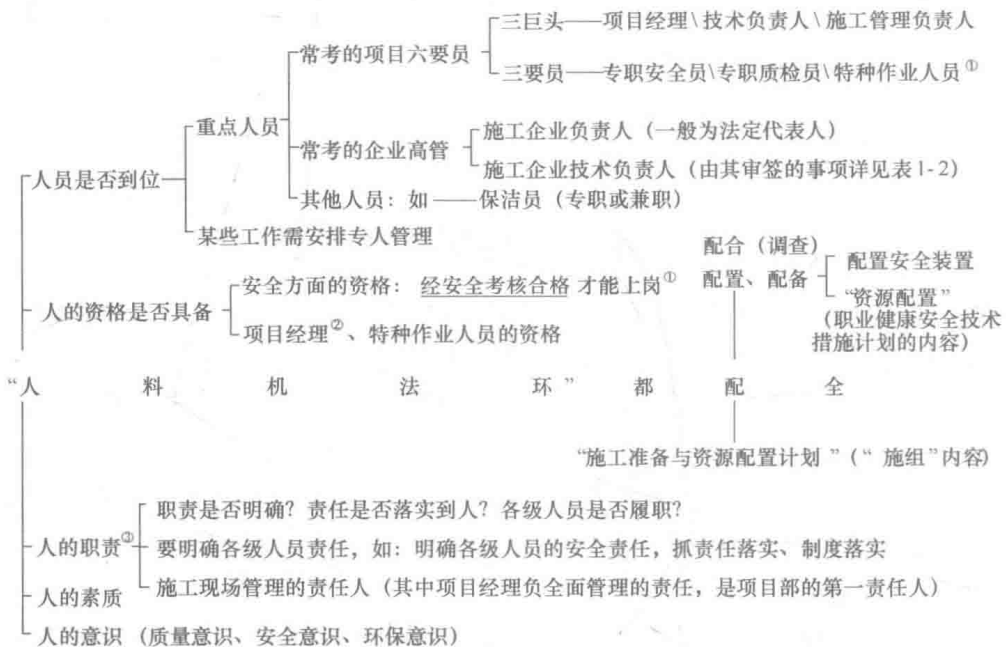 三巨头——项目经理\技术负责人\施工管理负责人
常考的项目六要员
三要员——专职安全员\专职质检员\特种作业人员①
重点人员
施工企业负责人（一般为法定代表人）
常考的企业高管
施工企业技术负责人（由其审签的事项详见表1-2）
人员是否到位
其他人员：如——保洁员（专职或兼职）
某些工作需安排专人管理
配合（调查）
配置安全装置
安全方面的资格：经安全考核合格 才能上岗①
配置、配备
“资源配置”
人的资格是否具备
（职业健康安全技术
项目经理②、特种作业人员的资格
措施计划的内容）
“人 料 机 法 环”都 配 全
“施工准备与资源配置计划”（“施组”内容）
职责是否明确？责任是否落实到人？各级人员是否履职？
人的职责③
要明确各级人员责任，如：明确各级人员的安全责任，抓责任落实、制度落实
施工现场管理的责任人（其中项目经理负全面管理的责任，是项目部的第一责任人）
人的素质
人的意识（质量意识、安全意识、环保意识）